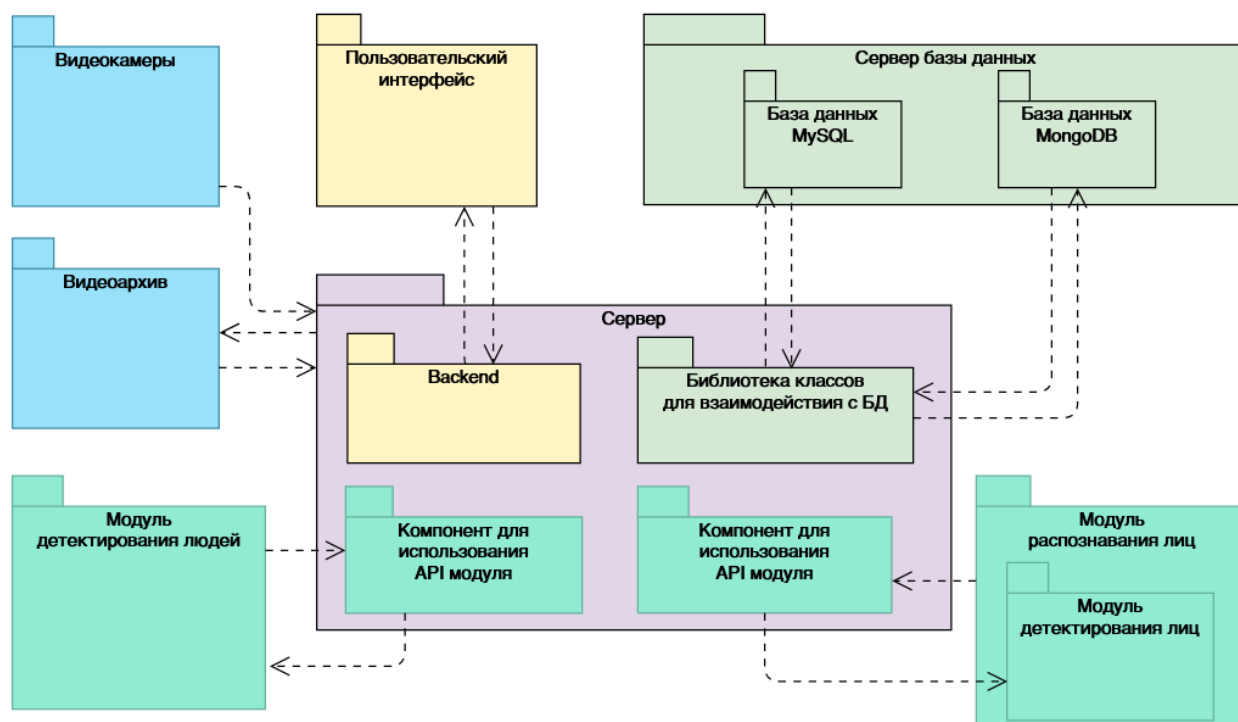 Видеокамеры
Пользовательский
интерфейс
Сервер базы данных
База данных
MySQL
База данных
MongoDB
Видеоархив
Сервер
Backend
Библиотека классов
для взаимодействия с БД
Модуль
детектирования людей
Компонент для
использования
API модуля
Компонент для
использования
API модуля
Модуль
распознавания лиц
Модуль
детектирования лиц